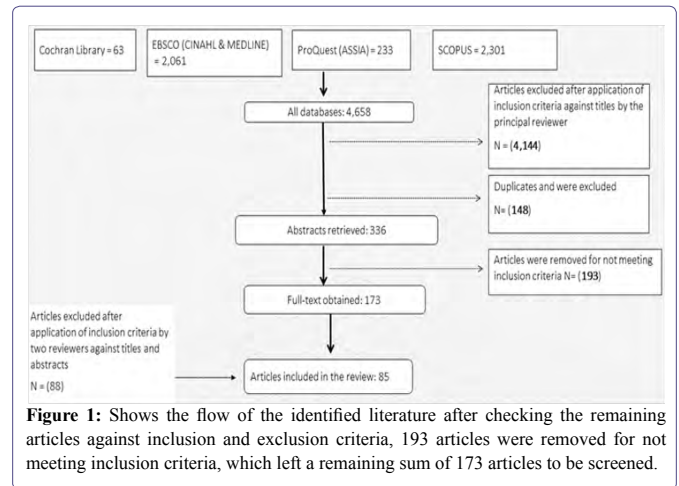 Cochran Library = 63
EBSCO (CINAHL & MEDLINE)
= 2,061
ProQuest (ASSIA) = 233
SCOPUS = 2,301
All databases: 4,658
Articles excluded after application of
inclusion criteria against titles by the
principal reviewer
N = (4,144)
Duplicates and were excluded
N= (148)
Abstracts retrieved: 336
Articles were removed for not meeting
inclusion criteria N= (193)
Full-text obtained: 173
Articles excluded after
application of inclusion criteria by
two reviewers against titles and
abstracts
N = (88)
Articles included in the review: 85
Figure 1: Shows the flow of the identified literature after checking the remaining
articles against inclusion and exclusion criteria, 193 articles were removed for not
meeting inclusion criteria, which left a remaining sum of 173 articles to be screened.